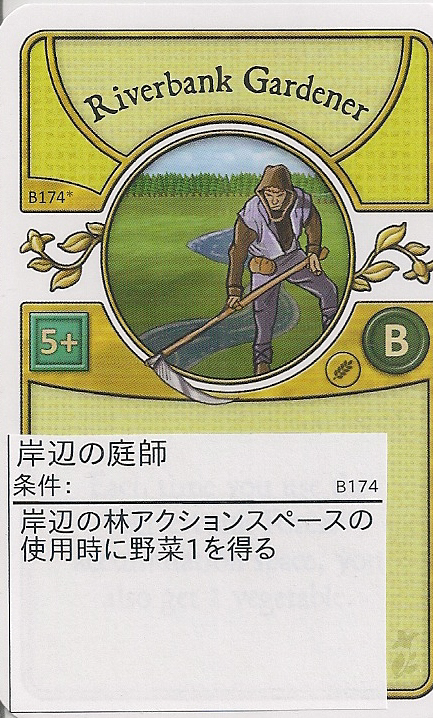 Riverbank Gardener
B174*
5+
B
岸辺の庭師
条件: B174
岸辺の林アクションスペースの
使用時に野菜1を得る